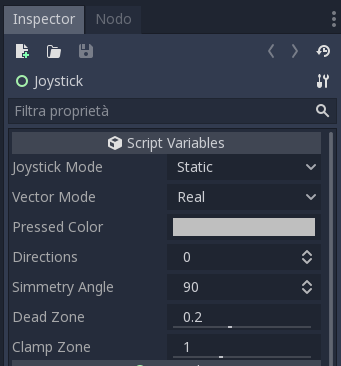 Inspector Nodo
Joystick
Filtra proprietà
Script Variables
Joystick Mode Static
Vector Mode Real
Pressed Color
Directions 0
Simmetry Angle 90
Dead Zone 0.2
Clamp Zone 1